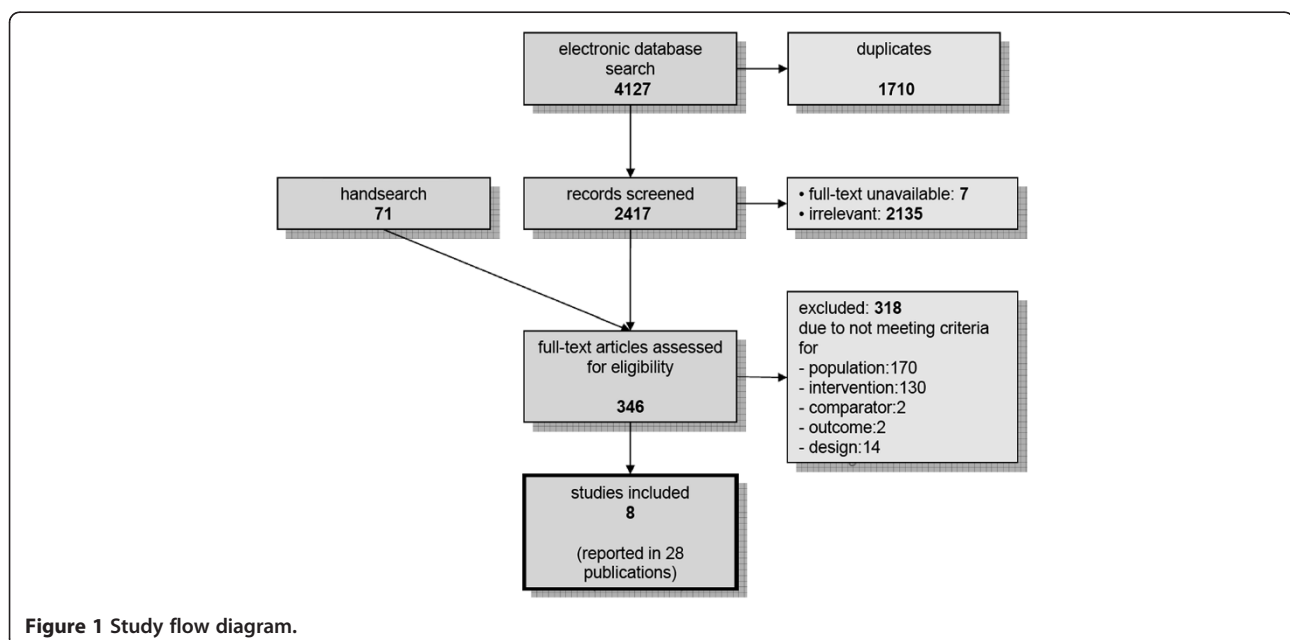 electronic database
search
4127
duplicates
1710
handsearch
71
records screened
2417
• full-text unavailable: 7
• irrelevant: 2135
full-text articles assessed
for eligibility
346
excluded: 318
due to not meeting criteria
for
- population:170
- intervention:130
- comparator:2
- outcome:2
- design:14
studies included
8
(reported in 28
publications)
Figure 1 Study flow diagram.